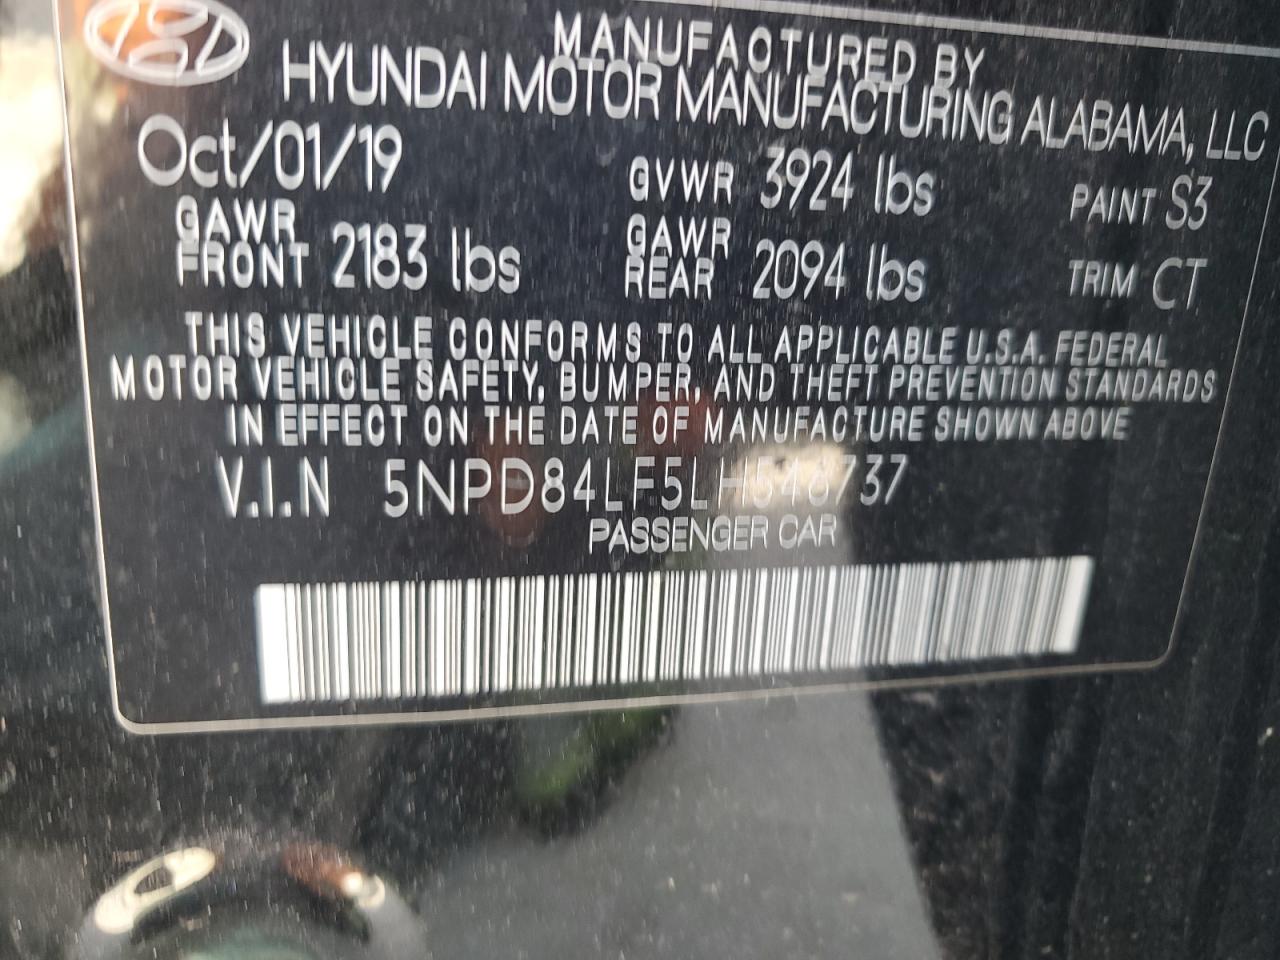 MANUFACTURED BY
HYUNDAI MOTOR MANUFACTURING ALABAMA, LLC
Oct/01/19 GVWR 3924 lbs PAINT S3
GAWR FRONT 2183 lbs GAWR REAR 2094 lbs TRIM CT
THIS VEHICLE CONFORMS TO ALL APPLICABLE U.S.A. FEDERAL
MOTOR VEHICLE SAFETY, BUMPER, AND THEFT PREVENTION STANDARDS
IN EFFECT ON THE DATE OF MANUFACTURE SHOWN ABOVE
V.I.N 5NPD84LF5LH546737
PASSENGER CAR